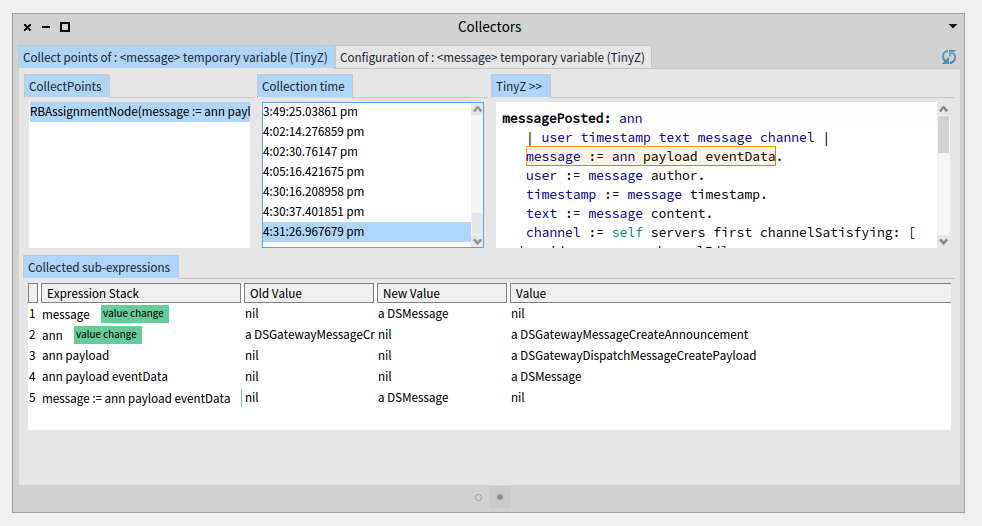 Collectors
Collect points of : <message> temporary variable (TinyZ) Configuration of : <message> temporary variable (TinyZ)
CollectPoints
RBAssignmentNode(message := ann payl
Collection time
3:49:25.03861 pm
4:02:14.276859 pm
4:02:30.76147 pm
4:05:16.421675 pm
4:30:16.208958 pm
4:30:37.401851 pm
4:31:26.967679 pm
TinyZ >>
messagePosted: ann
| user timestamp text message channel |
message := ann payload eventData.
user := message author.
timestamp := message timestamp.
text := message content.
channel := self servers first channelSatisfying: [
Collected sub-expressions
Expression Stack Old Value New Value Value
1 message value change nil a DSMessage nil
2 ann value change a DSGatewayMessageCr nil a DSGatewayMessageCreateAnnouncement
3 ann payload nil nil a DSGatewayDispatchMessageCreatePayload
4 ann payload eventData nil nil a DSMessage
5 message := ann payload eventData nil a DSMessage nil